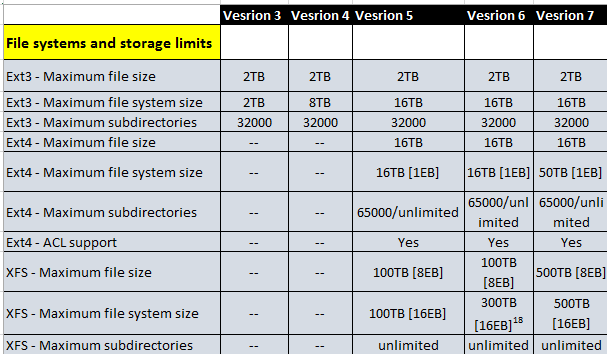 Vesrion 3 Vesrion 4 Vesrion 5 Vesrion 6 Vesrion 7
File systems and storage limits
Ext3 - Maximum file size 2TB 2TB 2TB 2TB 2TB
Ext3 - Maximum file system size 2TB 8TB 16TB 16TB 16TB
Ext3 - Maximum subdirectories 32000 32000 32000 32000 32000
Ext4 - Maximum file size -- -- 16TB 16TB 16TB
Ext4 - Maximum file system size -- -- 16TB [1EB] 16TB [1EB] 50TB [1EB]
Ext4 - Maximum subdirectories -- -- 65000/unlimited 65000/unl 65000/unli
imited mited
Ext4 - ACL support -- -- Yes Yes Yes
XFS - Maximum file size -- -- 100TB [8EB] 100TB 500TB [8EB]
[8EB]
XFS - Maximum file system size -- -- 100TB [16EB] 300TB 500TB
[16EB]18 [16EB]
XFS - Maximum subdirectories -- -- unlimited unlimited unlimited